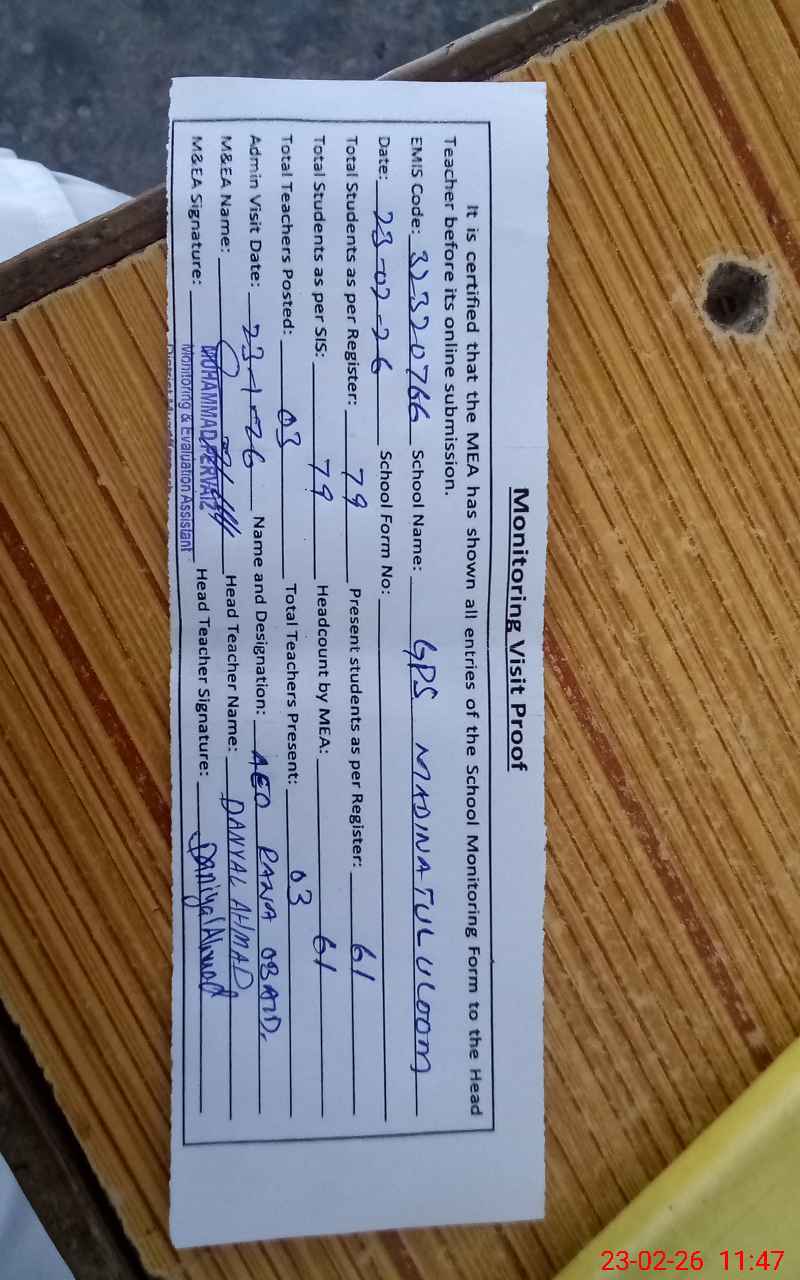 Monitoring Visit Proof
It is certified that the MEA has shown all entries of the School Monitoring Form to the Head
Teacher before its online submission.
EMIS Code: 32320766 School Name: GPS MADINATUL ULOOM
Date: 23-02-26 School Form No:
Total Students as per Register: 79 Present students as per Register: 61
Total Students as per SIS: 79 Headcount by MEA: 61
Total Teachers Posted: 03 Total Teachers Present: 03
Admin Visit Date: 23-1-26 Name and Designation: AEO RANA OBAID.
M&EA Name: Head Teacher Name: DANYAL AHMAD
M&EA Signature: Head Teacher Signature: Daniyal Ahmad
MOHAMMAD PERVAIZ
Monitoring & Evaluation Assistant
23-02-26 11:47